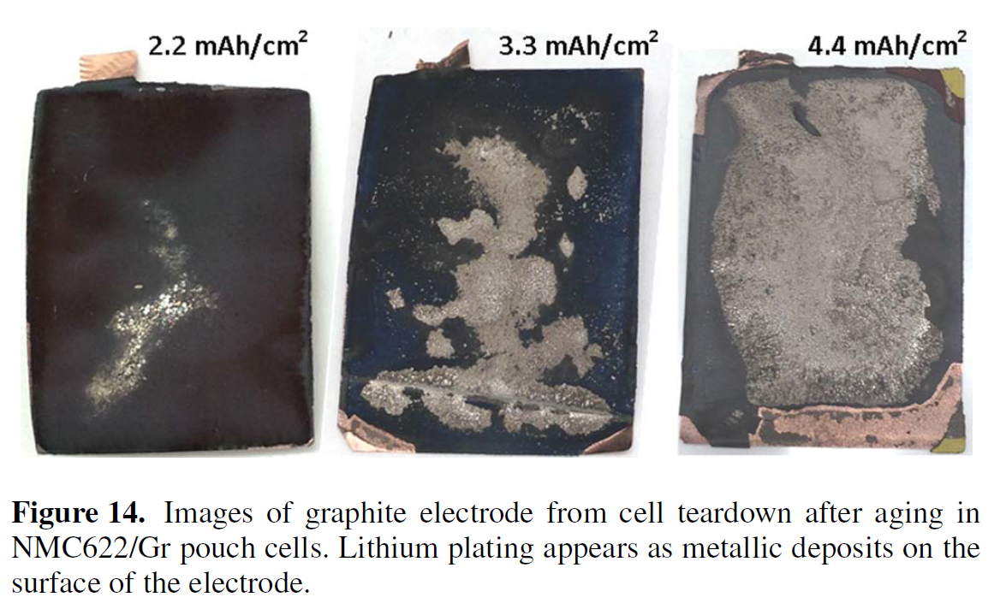 2.2 mAh/cm²
3.3 mAh/cm²
4.4 mAh/cm²
Figure 14. Images of graphite electrode from cell teardown after aging in
NMC622/Gr pouch cells. Lithium plating appears as metallic deposits on the
surface of the electrode.